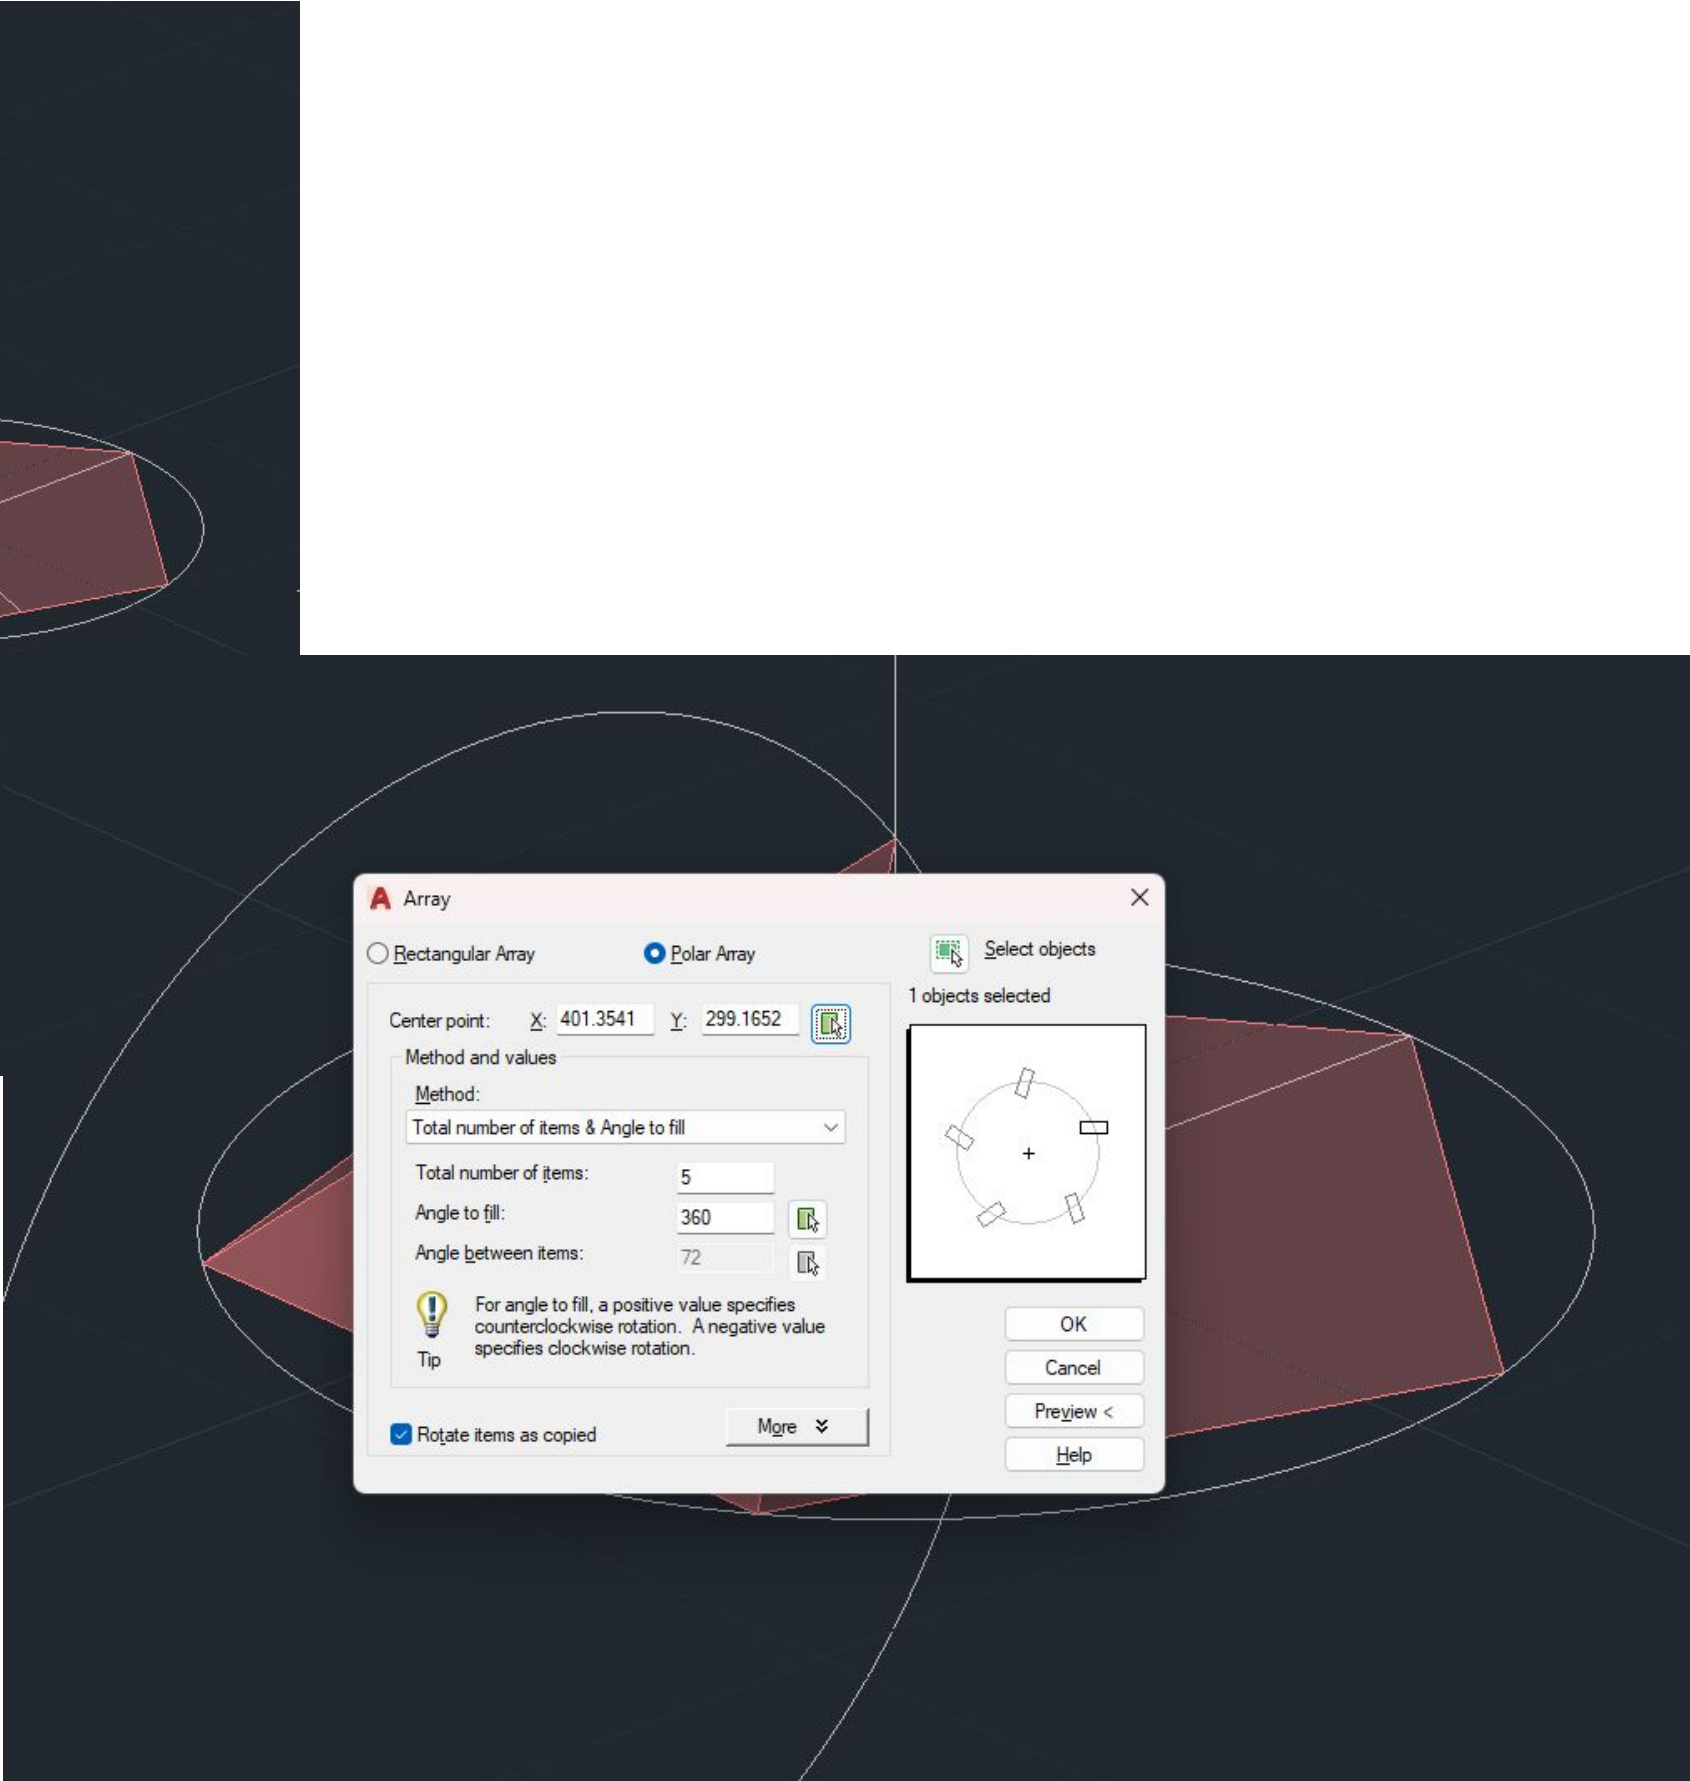 Array
Rectangular Array
Polar Array
Select objects
1 objects selected
Center point: X: 401.3541 Y: 299.1652
Method and values
Method:
Total number of items & Angle to fill
Total number of items: 5
Angle to fill: 360
Angle between items: 72
For angle to fill, a positive value specifies
counterclockwise rotation. A negative value
specifies clockwise rotation.
Tip
Rotate items as copied
More
OK
Cancel
Preview <
Help